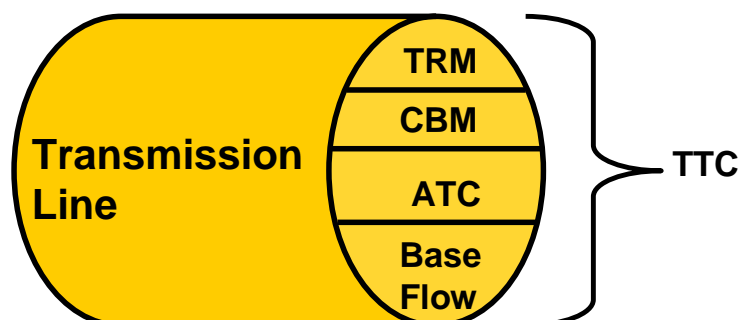 TRM
CBM
Transmission
Line
ATC
TTC
Base
Flow